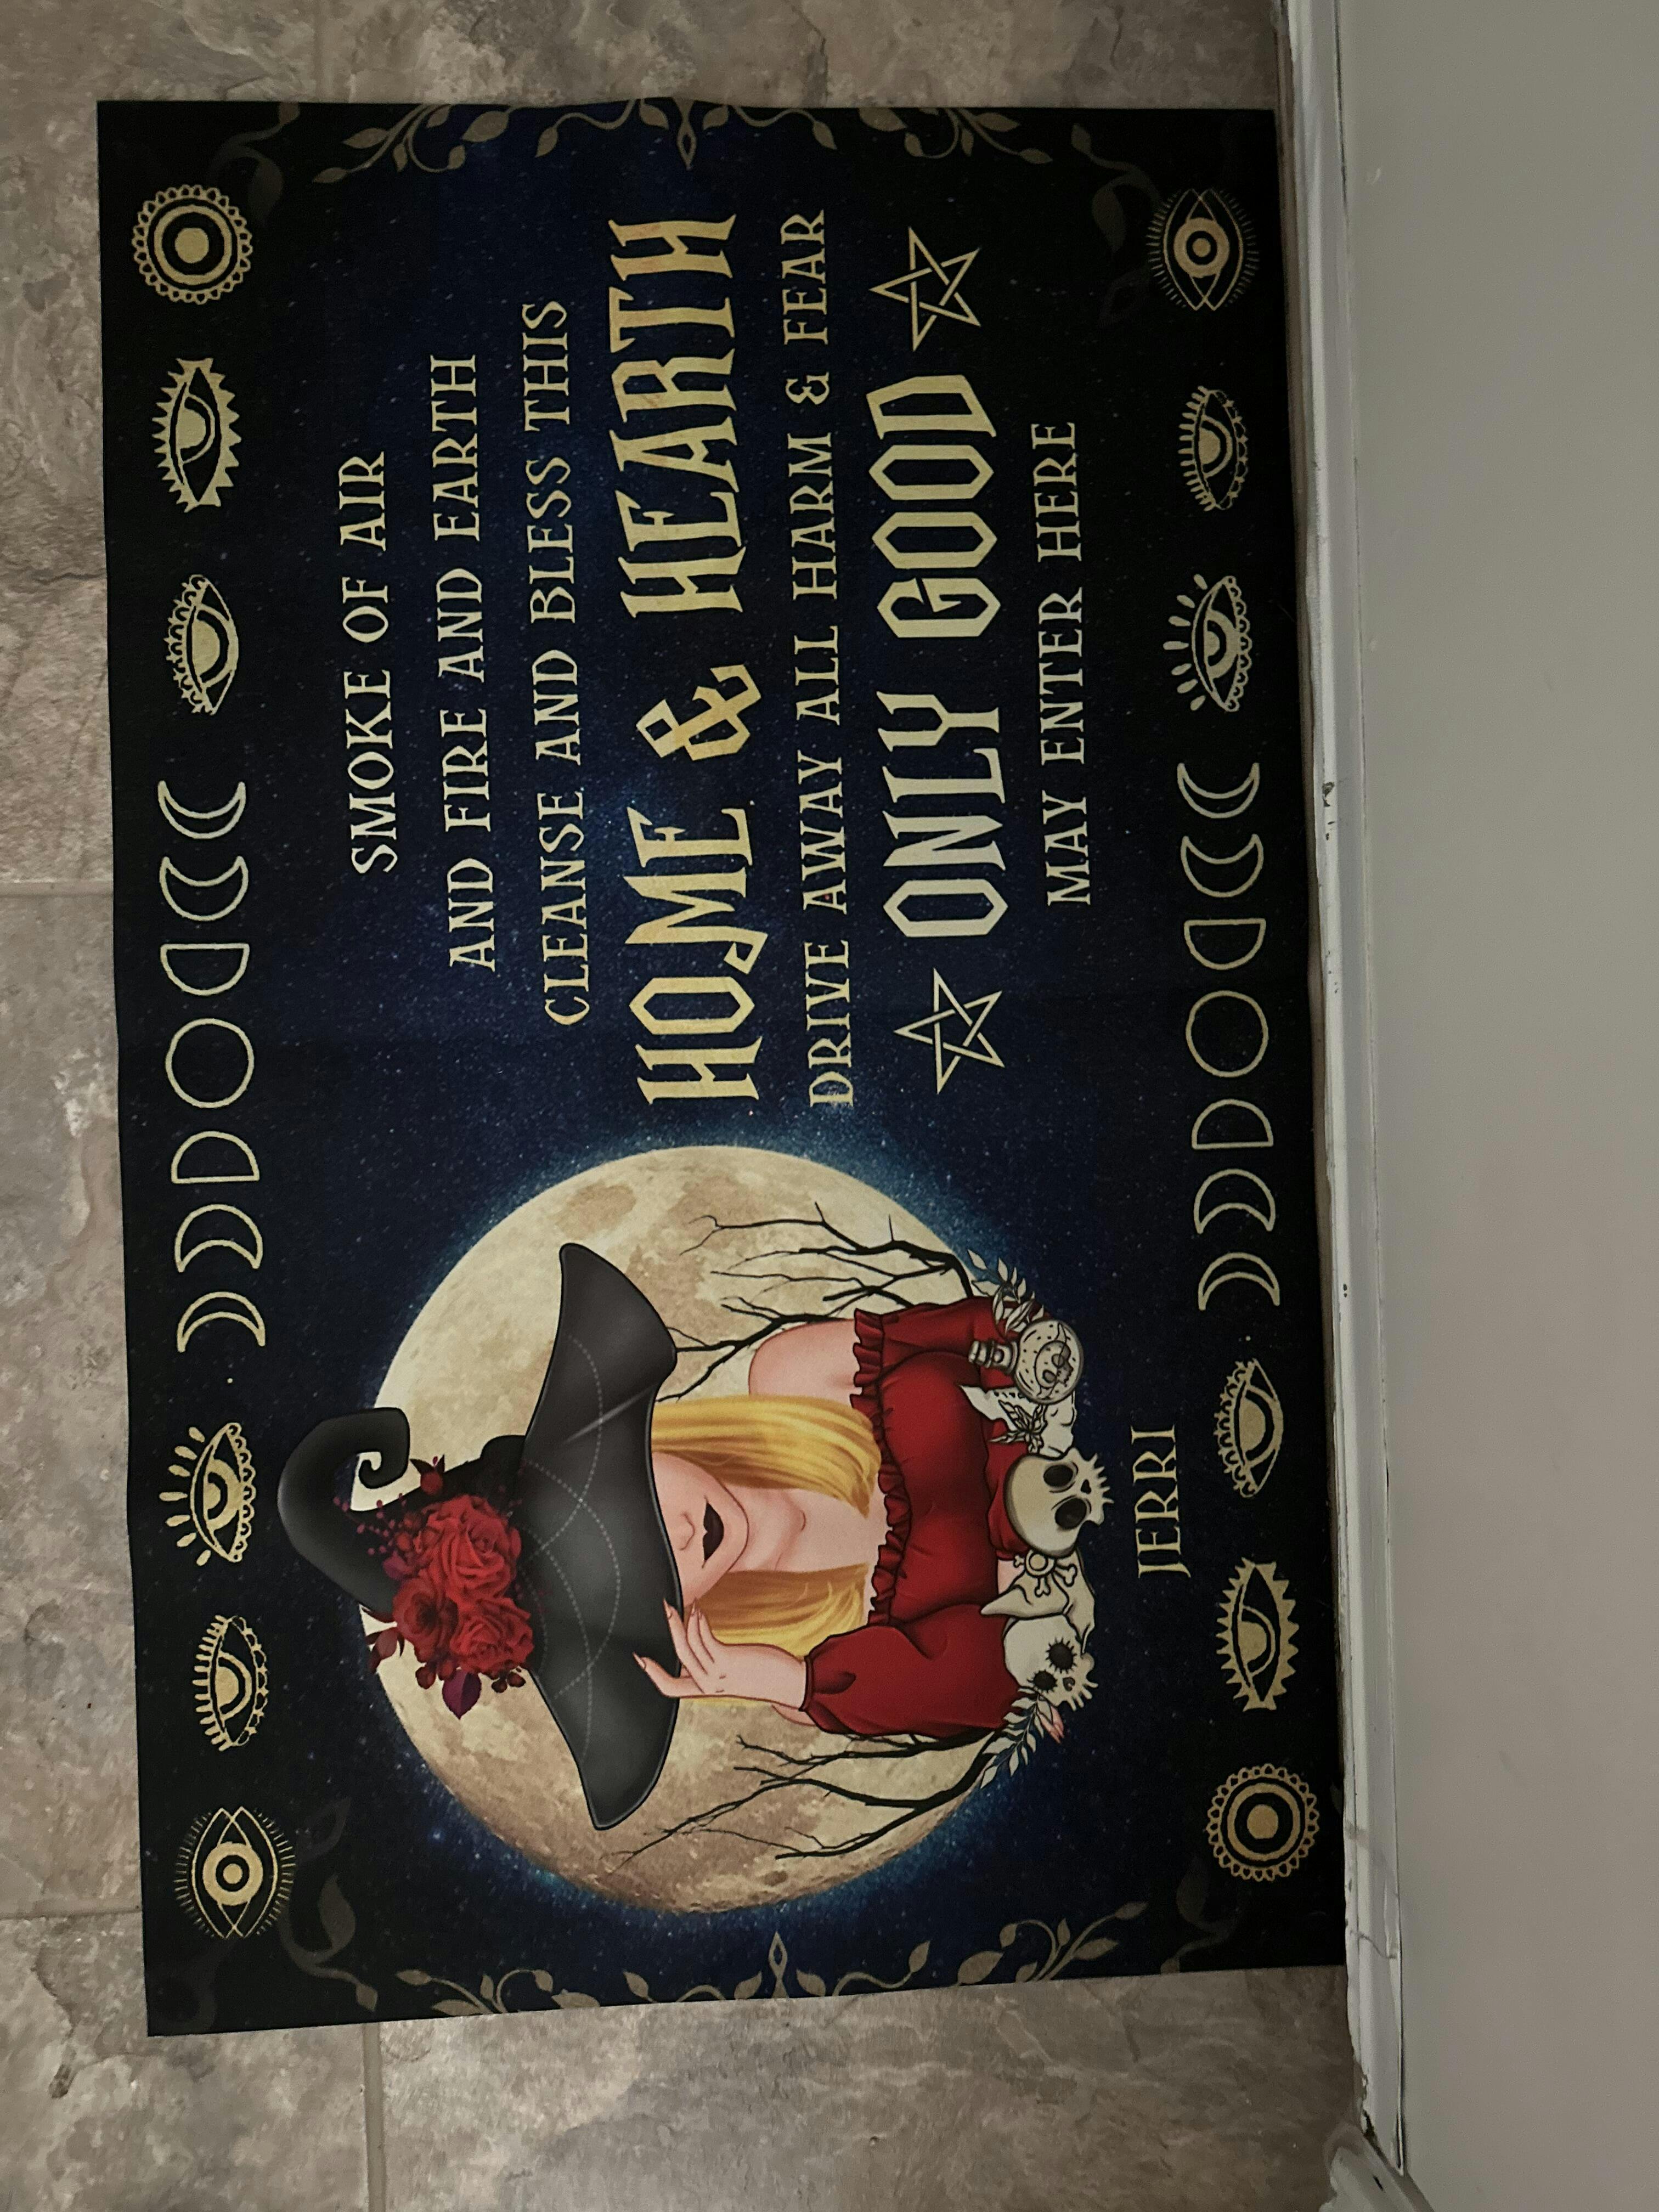 SMOKE OF AIR
AND FIRE AND EARTH
CLEANSE AND BLESS THIS
HOME & HEARTH
DRIVE AWAY ALL HARM & FEAR
ONLY GOOD
MAY ENTER HERE
JERRI